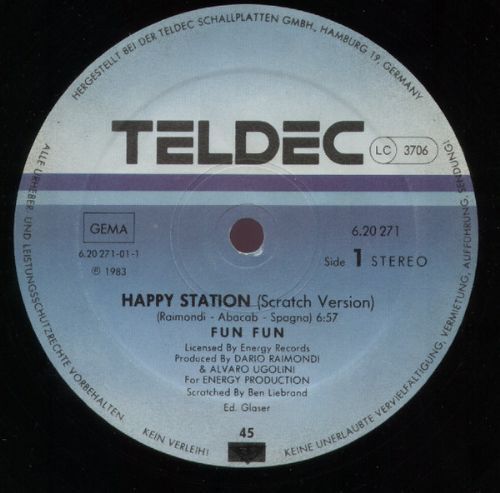 HERGESTELLT BEI DER TELDEC SCHALLPLATTEN GMBH, HAMBURG 19, GERMANY
TELDEC
LC 3706
GEMA
6.20 271-01-1
℗ 1983
6.20 271
Side 1 STEREO
HAPPY STATION (Scratch Version)
(Raimondi - Abacab - Spagna) 6:57
FUN FUN
Licensed By Energy Records
Produced By DARIO RAIMONDI
& ALVARO UGOLINI
For ENERGY PRODUCTION
Scratched By Ben Liebrand
Ed. Glaser
45
ALLE URHEBER- UND LEISTUNGSSCHUTZRECHTE VORBEHALTEN.
KEIN VERLEIH!
KEINE UNERLAUBTE VERVIELFÄLTIGUNG, VERMIETUNG, AUFFÜHRUNG, SENDUNG!